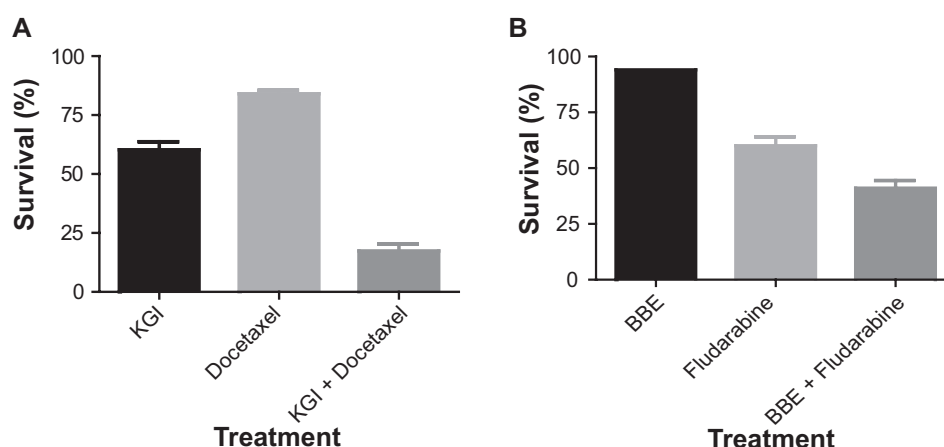 A
Survival (%)
100
75
50
25
0
KGI
Docetaxel
KGI + Docetaxel
Treatment
B
Survival (%)
100
75
50
25
0
BBE
Fludarabine
BBE + Fludarabine
Treatment